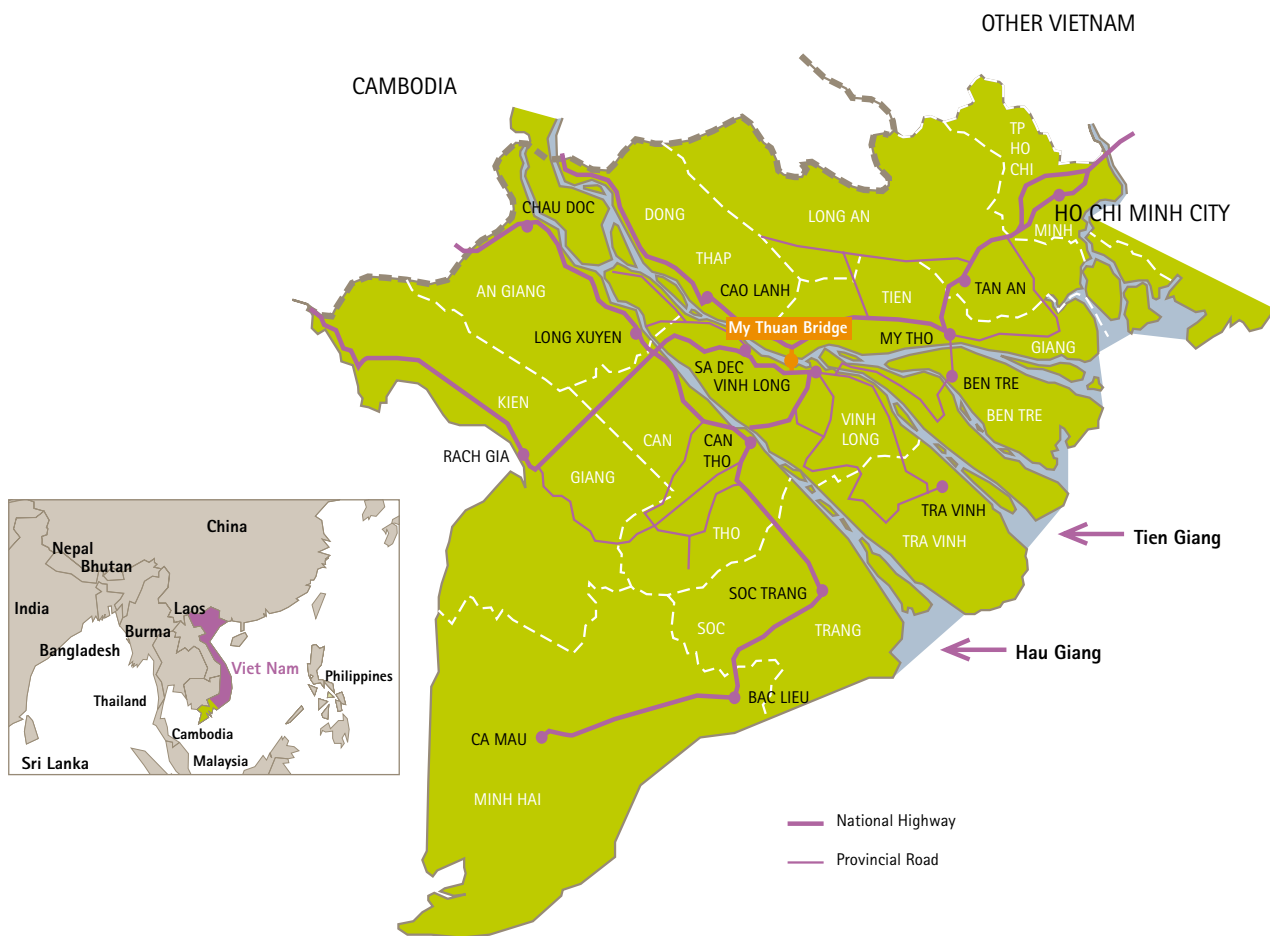 OTHER VIETNAM
CAMBODIA
TP
HO
CHI
CHAU DOC
DONG
LONG AN
HO CHI MINH CITY
MINH
THAP
AN GIANG
CAO LANH
TIEN
TAN AN
My Thuan Bridge
LONG XUYEN
MY THO
GIANG
SA DEC
VINH LONG
BEN TRE
KIEN
VINH
LONG
BEN TRE
CAN
CAN
THO
RACH GIA
GIANG
TRA VINH
THO
TRA VINH
Tien Giang
SOC TRANG
SOC
TRANG
Hau Giang
BAC LIEU
CA MAU
MINH HAI
National Highway
Provincial Road
China
Nepal
Bhutan
India
Laos
Burma
Bangladesh
Viet Nam
Philippines
Thailand
Cambodia
Sri Lanka
Malaysia